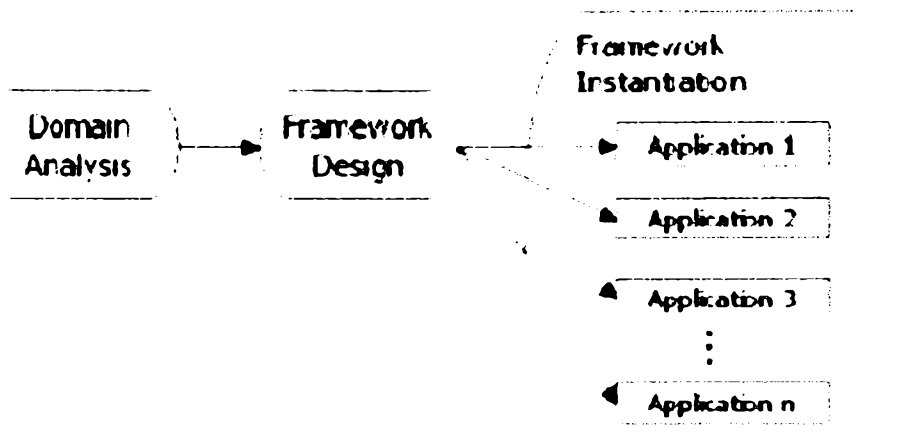 Domain
Analysis
Framework
Design
Framework
Instantiation
Application 1
Application 2
Application 3
Application n